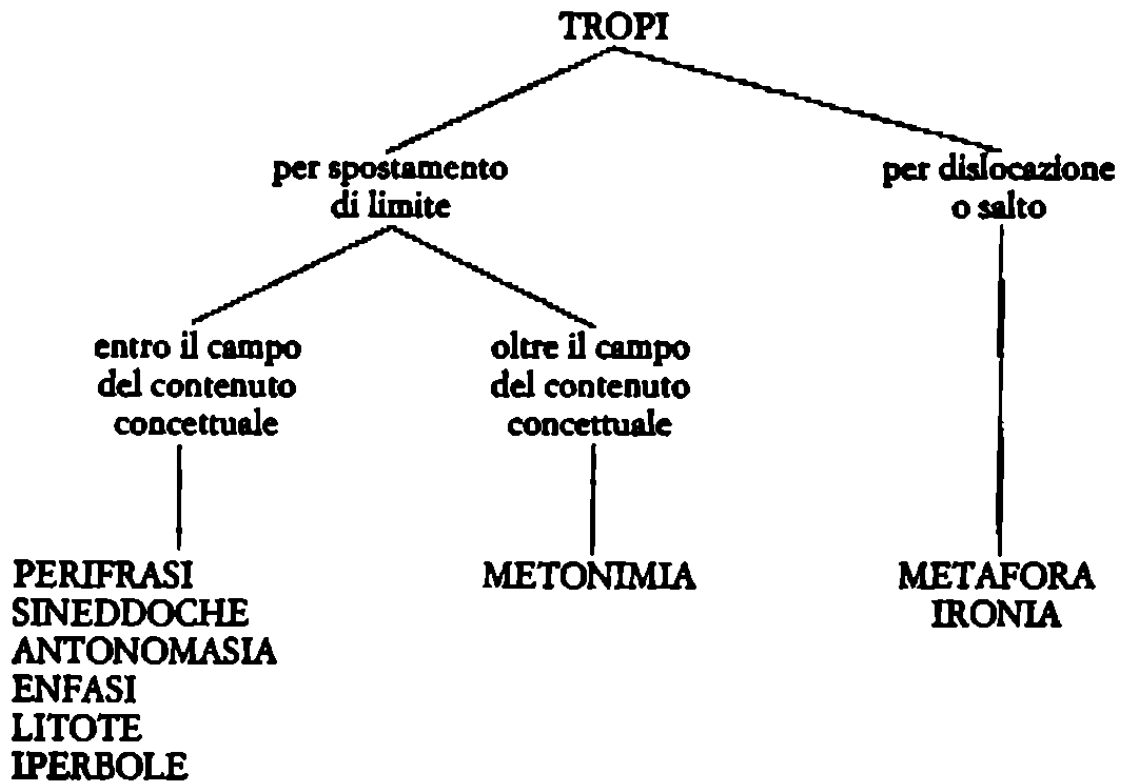 TROPI
per spostamento
di limite
per dislocazione
o salto
entro il campo
del contenuto
concettuale
oltre il campo
del contenuto
concettuale
PERIFRASI
SINEDDOCHE
ANTONOMASIA
ENFASI
LITOTE
IPERBOLE
METONIMIA
METAFORA
IRONIA